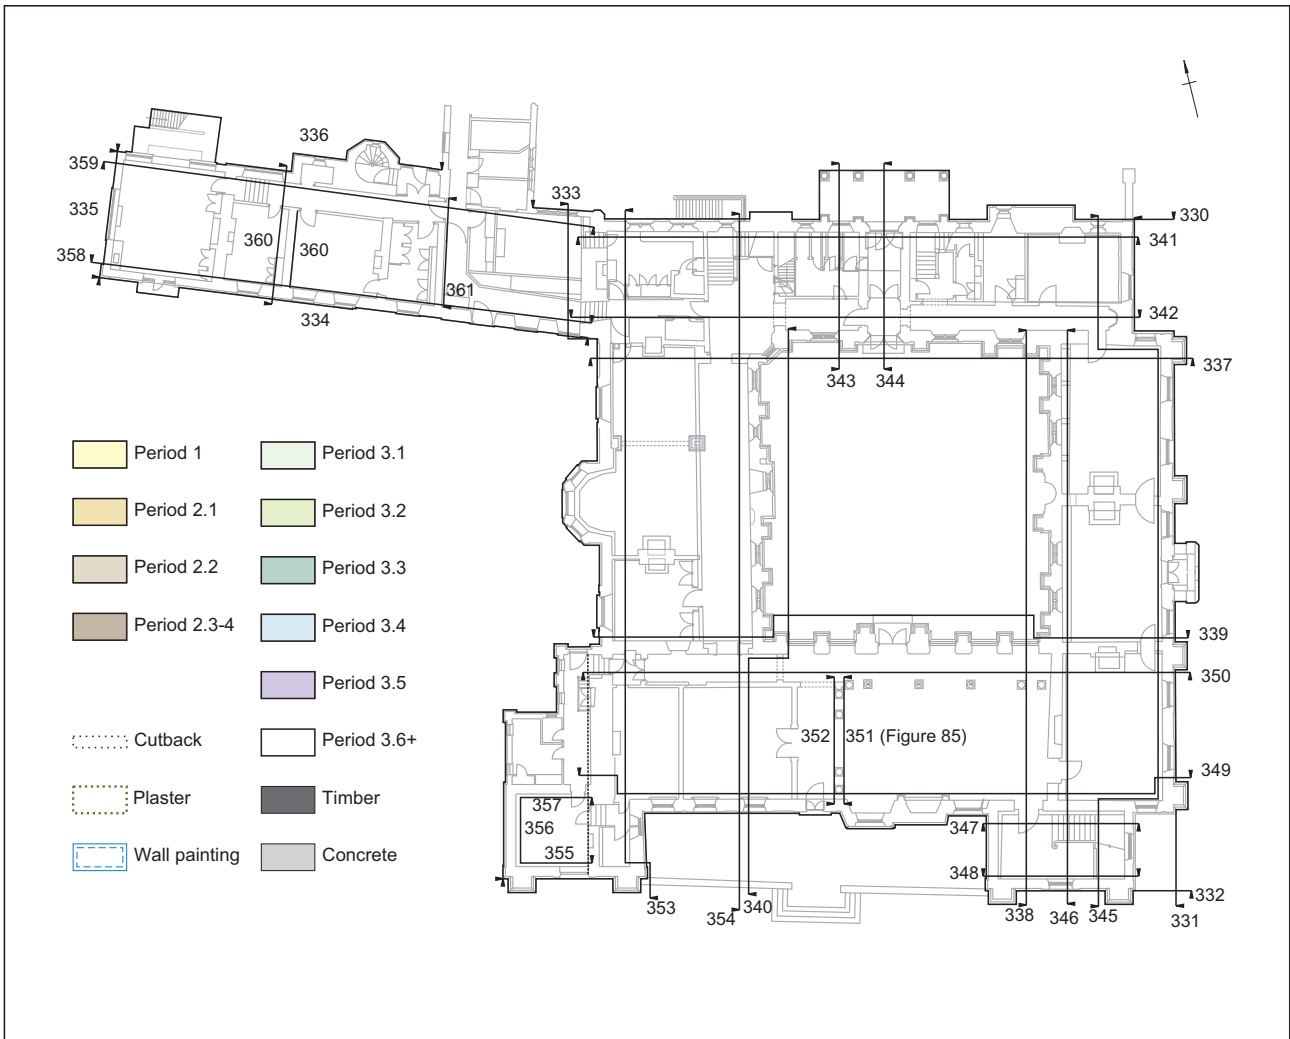 336
359
333
335
330
341
360
360
358
361
342
334
337
343
344
Period 1
Period 3.1
Period 2.1
Period 3.2
Period 2.2
Period 3.3
Period 2.3-4
Period 3.4
339
350
Period 3.5
Cutback
Period 3.6+
352
351 (Figure 85)
349
Plaster
Timber
357
356
347
Wall painting
Concrete
355
348
332
353
354
340
338
346
345
331